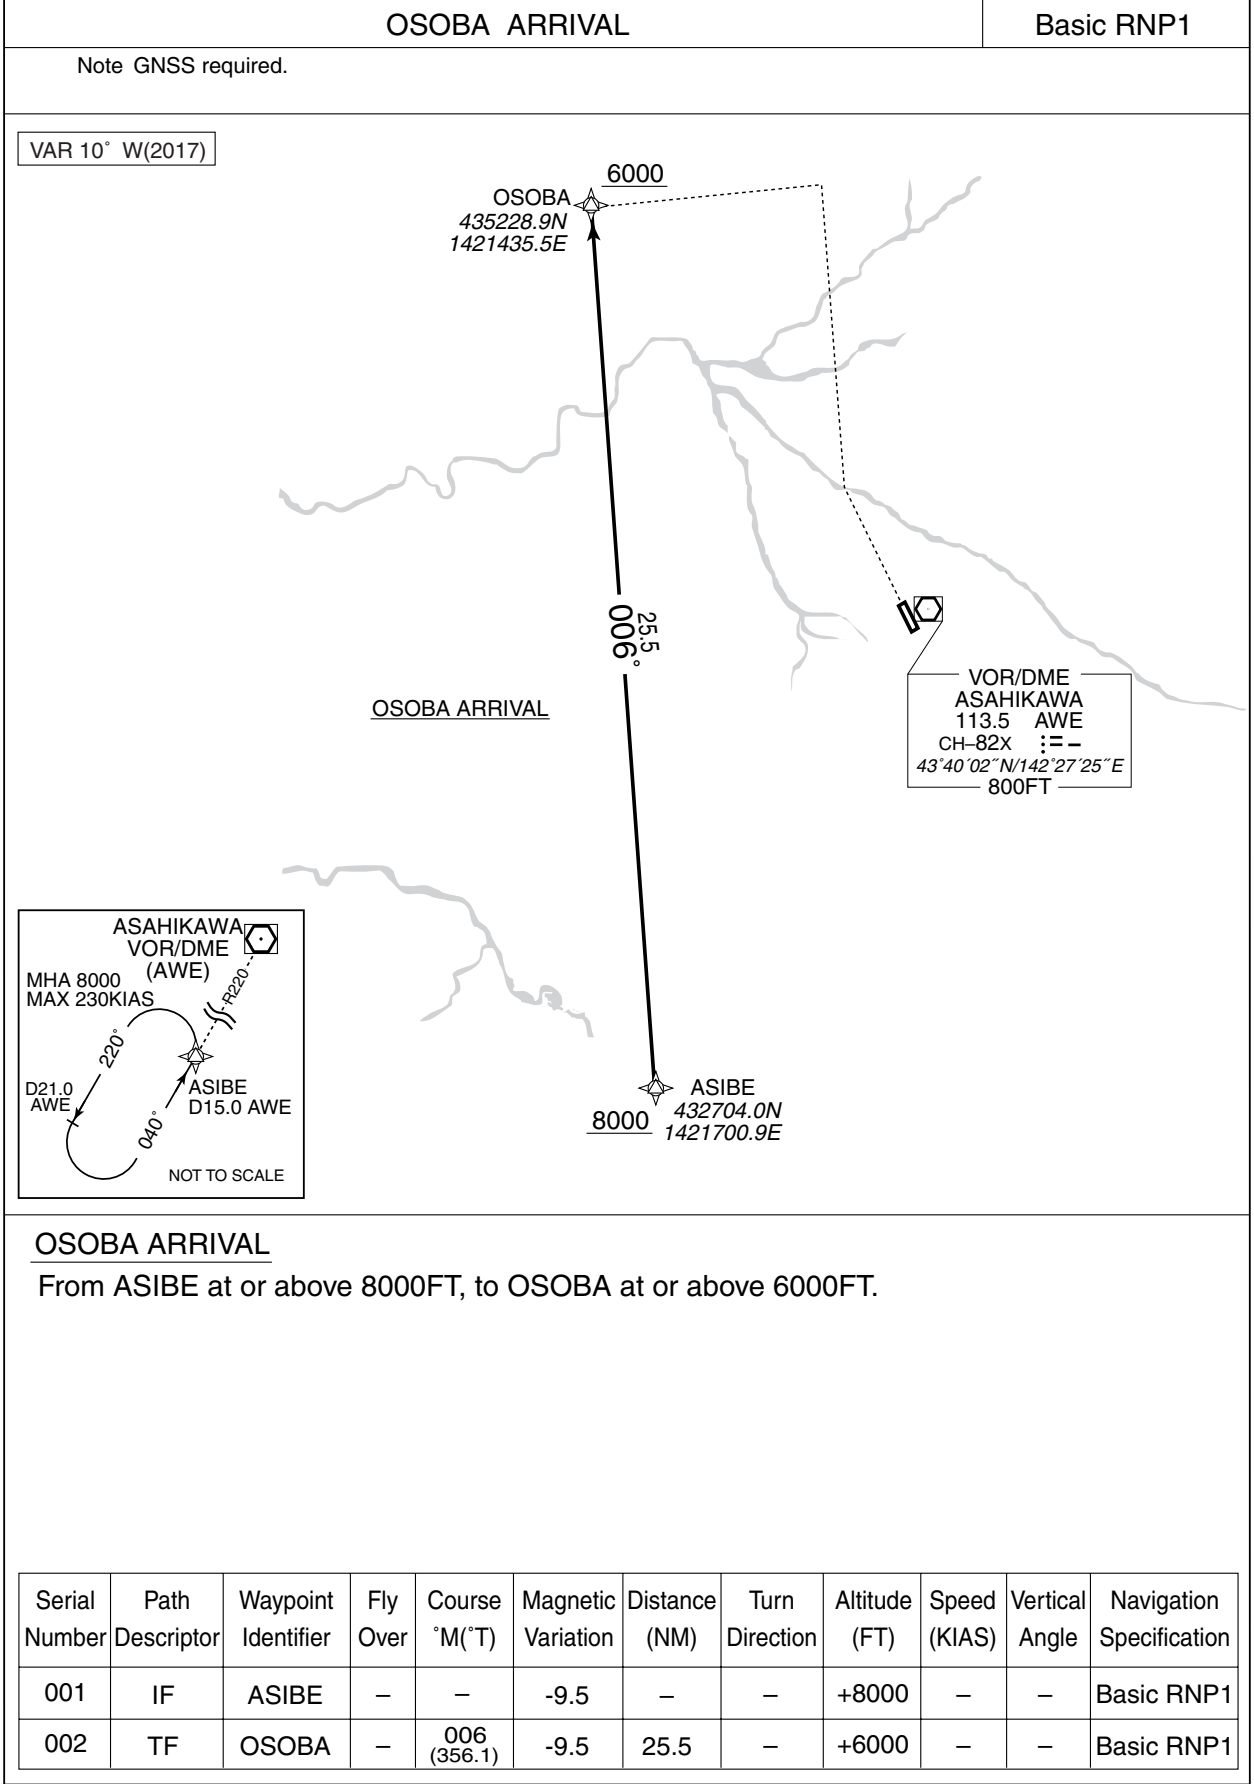 OSOBA ARRIVAL
Basic RNP1
Note GNSS required.
VAR 10° W(2017)
6000
OSOBA
435228.9N
1421435.5E
006°
25.5
OSOBA ARRIVAL
VOR/DME
ASAHIKAWA
113.5 AWE
CH–82X
43°40´02˝N/142°27´25˝E
800FT
ASIBE
432704.0N
1421700.9E
8000
ASAHIKAWA
VOR/DME
(AWE)
R220
MHA 8000
MAX 230KIAS
220°
D21.0
AWE
040°
ASIBE
D15.0 AWE
NOT TO SCALE
OSOBA ARRIVAL
From ASIBE at or above 8000FT, to OSOBA at or above 6000FT.
Serial Number Path Descriptor Waypoint Identifier Fly Over Course °M(°T) Magnetic Variation Distance (NM) Turn Direction Altitude (FT) Speed (KIAS) Vertical Angle Navigation Specification
001 IF ASIBE – – -9.5 – – +8000 – – Basic RNP1
002 TF OSOBA – 006 (356.1) -9.5 25.5 – +6000 – – Basic RNP1